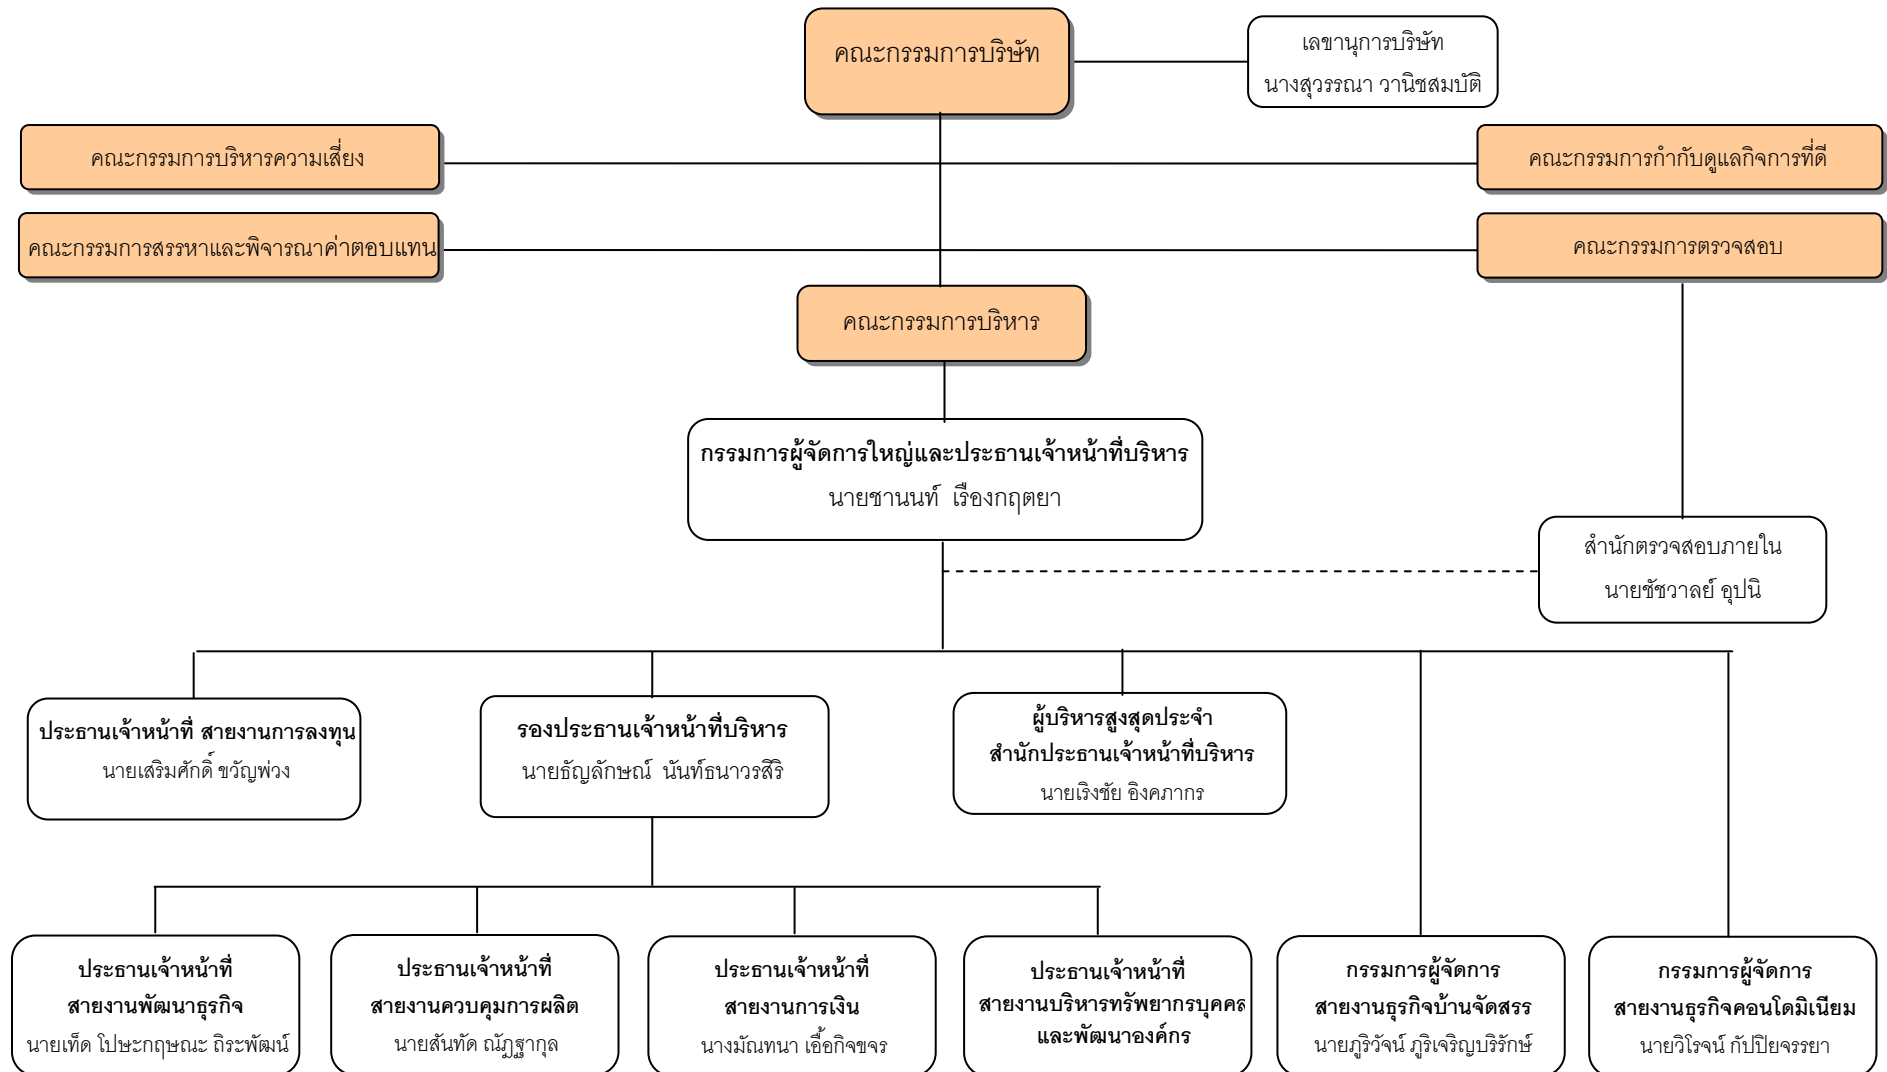 คณะกรรมการบริษัท
เลขานุการบริษัท
นางสุวรรณา วานิชสมบัติ
คณะกรรมการบริหารความเสี่ยง
คณะกรรมการกำกับดูแลกิจการที่ดี
คณะกรรมการสรรหาและพิจารณาค่าตอบแทน
คณะกรรมการตรวจสอบ
คณะกรรมการบริหาร
กรรมการผู้จัดการใหญ่และประธานเจ้าหน้าที่บริหาร
นายชานนท์ เรืองกฤตยา
สำนักตรวจสอบภายใน
นายชัชวาลย์ อุปนิ
ประธานเจ้าหน้าที่ สายงานการลงทุน
นายเสริมศักดิ์ ขวัญพ่วง
รองประธานเจ้าหน้าที่บริหาร
นายธัญลักษณ์ นันท์ธนาวรสิริ
ผู้บริหารสูงสุดประจำ
สำนักประธานเจ้าหน้าที่บริหาร
นายเริงชัย อิงคภากร
ประธานเจ้าหน้าที่
สายงานพัฒนาธุรกิจ
นายเท็ด โปษะกฤษณะ ถิระพัฒน์
ประธานเจ้าหน้าที่
สายงานควบคุมการผลิต
นายสันทัด ณัฎฐากุล
ประธานเจ้าหน้าที่
สายงานการเงิน
นางมัณทนา เอื้อกิจขจร
ประธานเจ้าหน้าที่
สายงานบริหารทรัพยากรบุคคล
และพัฒนาองค์กร
กรรมการผู้จัดการ
สายงานธุรกิจบ้านจัดสรร
นายภูริวัจน์ ภูริเจริญบริรักษ์
กรรมการผู้จัดการ
สายงานธุรกิจคอนโดมิเนียม
นายวิโรจน์ กัปปิยจรรยา